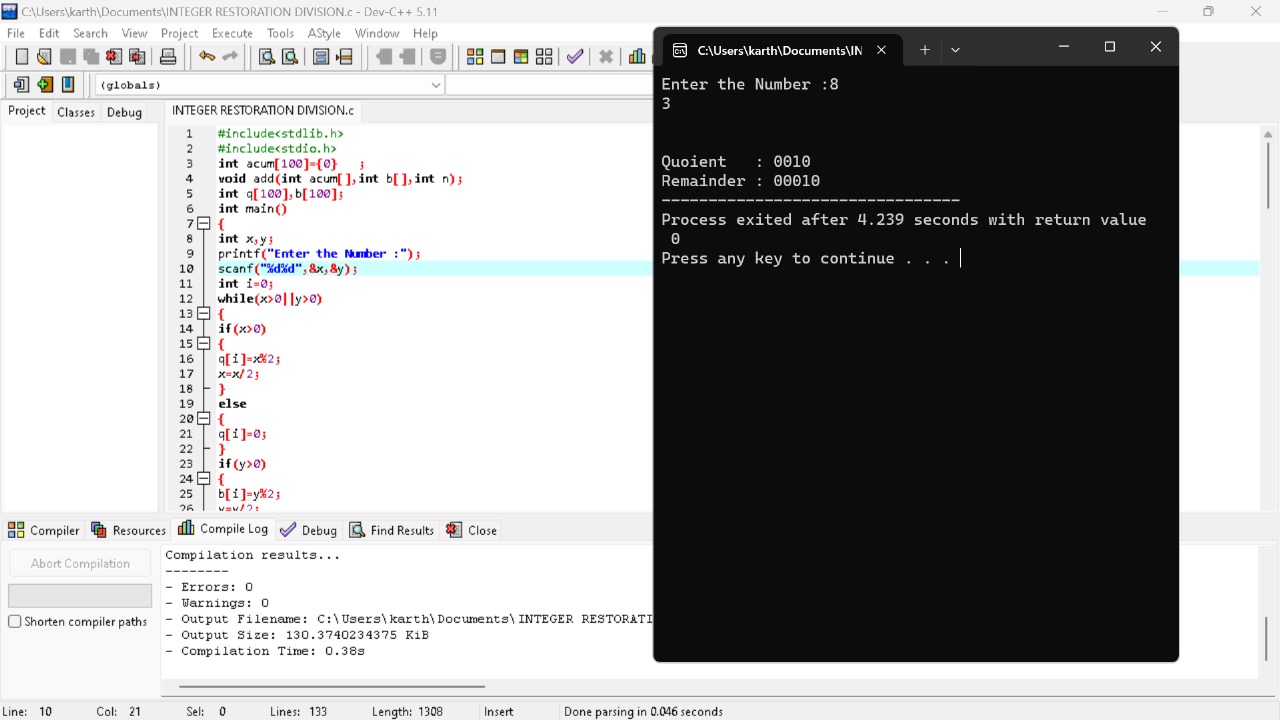 C:\Users\karth\Documents\INTEGER RESTORATION DIVISION.c - Dev-C++ 5.11
File Edit Search View Project Execute Tools AStyle Window Help
(globals)
Project Classes Debug
INTEGER RESTORATION DIVISION.c
1 #include<stdlib.h>
2 #include<stdio.h>
3 int acum[100]={0} ;
4 void add(int acum[],int b[],int n);
5 int q[100],b[100];
6 int main()
7 {
8 int x,y;
9 printf("Enter the Number :");
10 scanf("%d%d",&x,&y);
11 int i=0;
12 while(x>0||y>0)
13 {
14 if(x>0)
15 {
16 q[i]=x%2;
17 x=x/2;
18 }
19 else
20 {
21 q[i]=0;
22 }
23 if(y>0)
24 {
25 b[i]=y%2;
26 y=y/2;
C:\Users\karth\Documents\IN
Enter the Number :8
3
Quoient : 0010
Remainder : 00010
--------------------------------
Process exited after 4.239 seconds with return value
0
Press any key to continue . . .
Compiler Resources Compile Log Debug Find Results Close
Abort Compilation
Shorten compiler paths
Compilation results...
--------
- Errors: 0
- Warnings: 0
- Output Filename: C:\Users\karth\Documents\INTEGER RESTORATI
- Output Size: 130.3740234375 KiB
- Compilation Time: 0.38s
Line: 10 Col: 21 Sel: 0 Lines: 133 Length: 1308 Insert Done parsing in 0.046 seconds